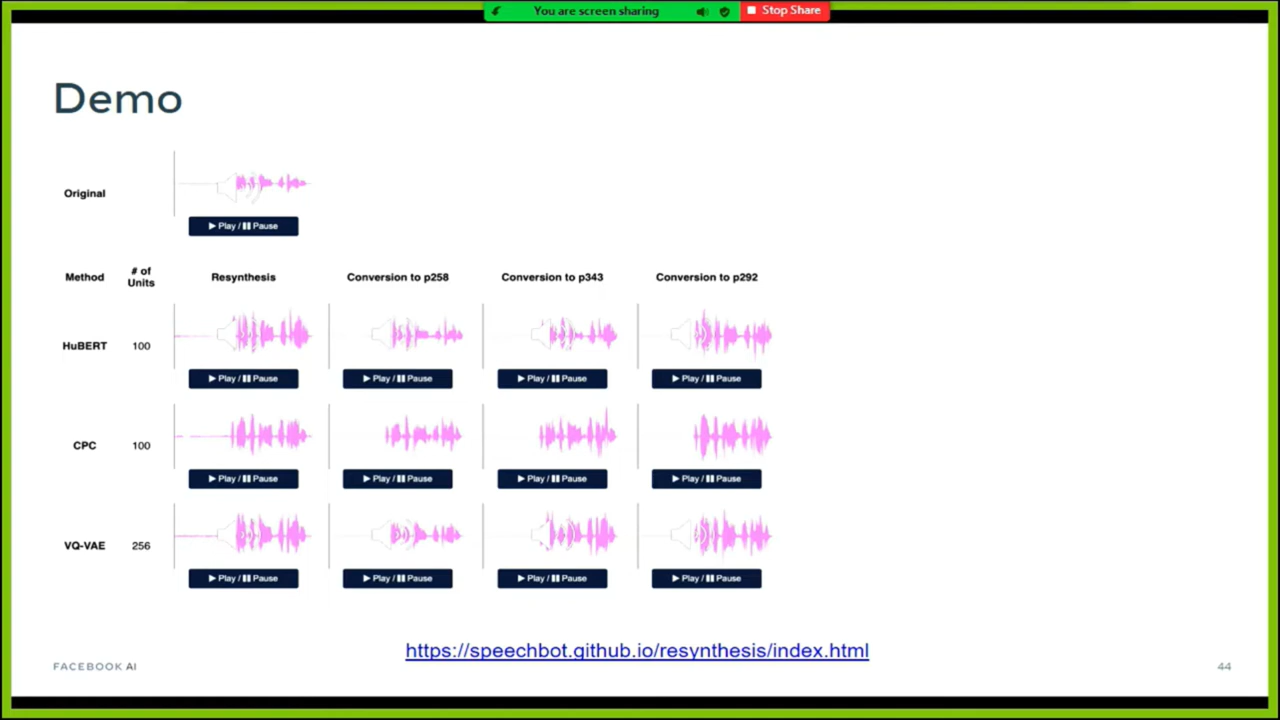 You are screen sharing
Stop Share
Demo
Original
▶ Play / ❚❚ Pause
Method # of Units Resynthesis Conversion to p258 Conversion to p343 Conversion to p292
HuBERT 100
▶ Play / ❚❚ Pause ▶ Play / ❚❚ Pause ▶ Play / ❚❚ Pause ▶ Play / ❚❚ Pause
CPC 100
▶ Play / ❚❚ Pause ▶ Play / ❚❚ Pause ▶ Play / ❚❚ Pause ▶ Play / ❚❚ Pause
VQ-VAE 256
▶ Play / ❚❚ Pause ▶ Play / ❚❚ Pause ▶ Play / ❚❚ Pause ▶ Play / ❚❚ Pause
https://speechbot.github.io/resynthesis/index.html
FACEBOOK AI
44